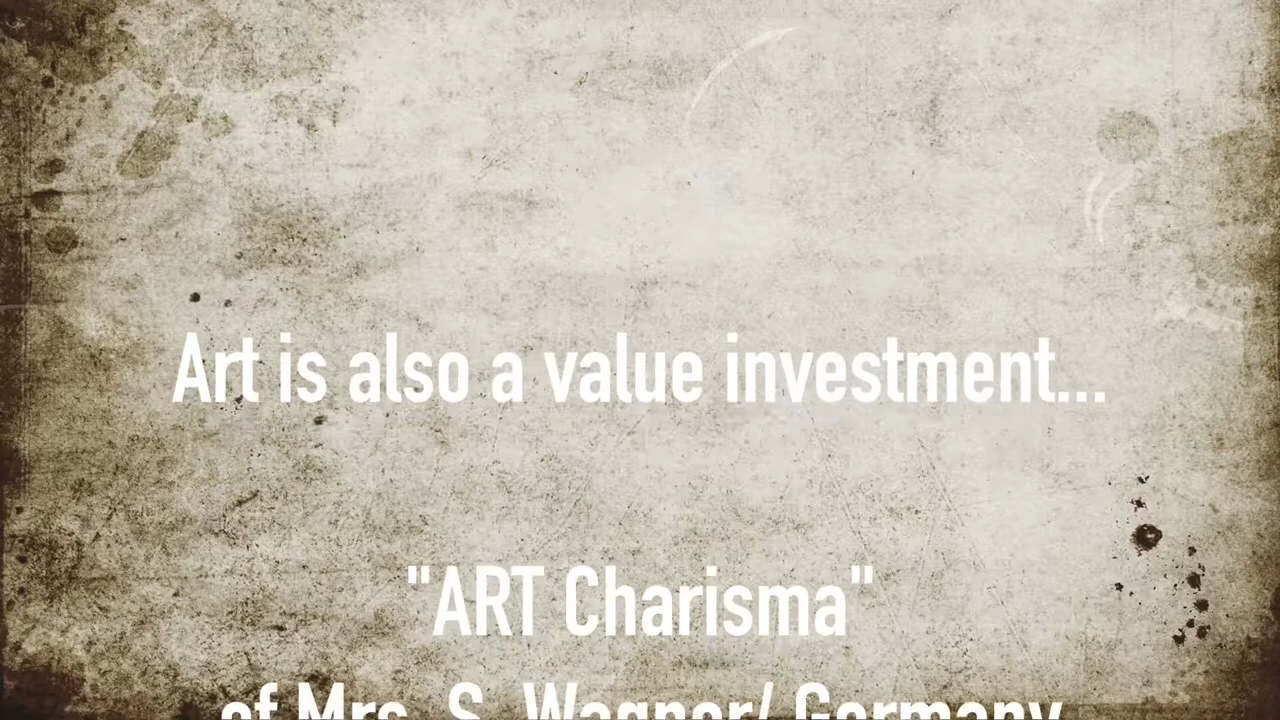 Art is also a value investment...
"ART Charisma"
of Mrs. S. Wagner/ Germany